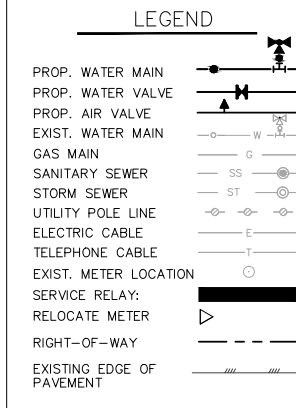 LEGEND
PROP. WATER MAIN
PROP. WATER VALVE
PROP. AIR VALVE
EXIST. WATER MAIN W
GAS MAIN G
SANITARY SEWER SS
STORM SEWER ST
UTILITY POLE LINE
ELECTRIC CABLE E
TELEPHONE CABLE T
EXIST. METER LOCATION
SERVICE RELAY:
RELOCATE METER
RIGHT-OF-WAY
EXISTING EDGE OF
PAVEMENT